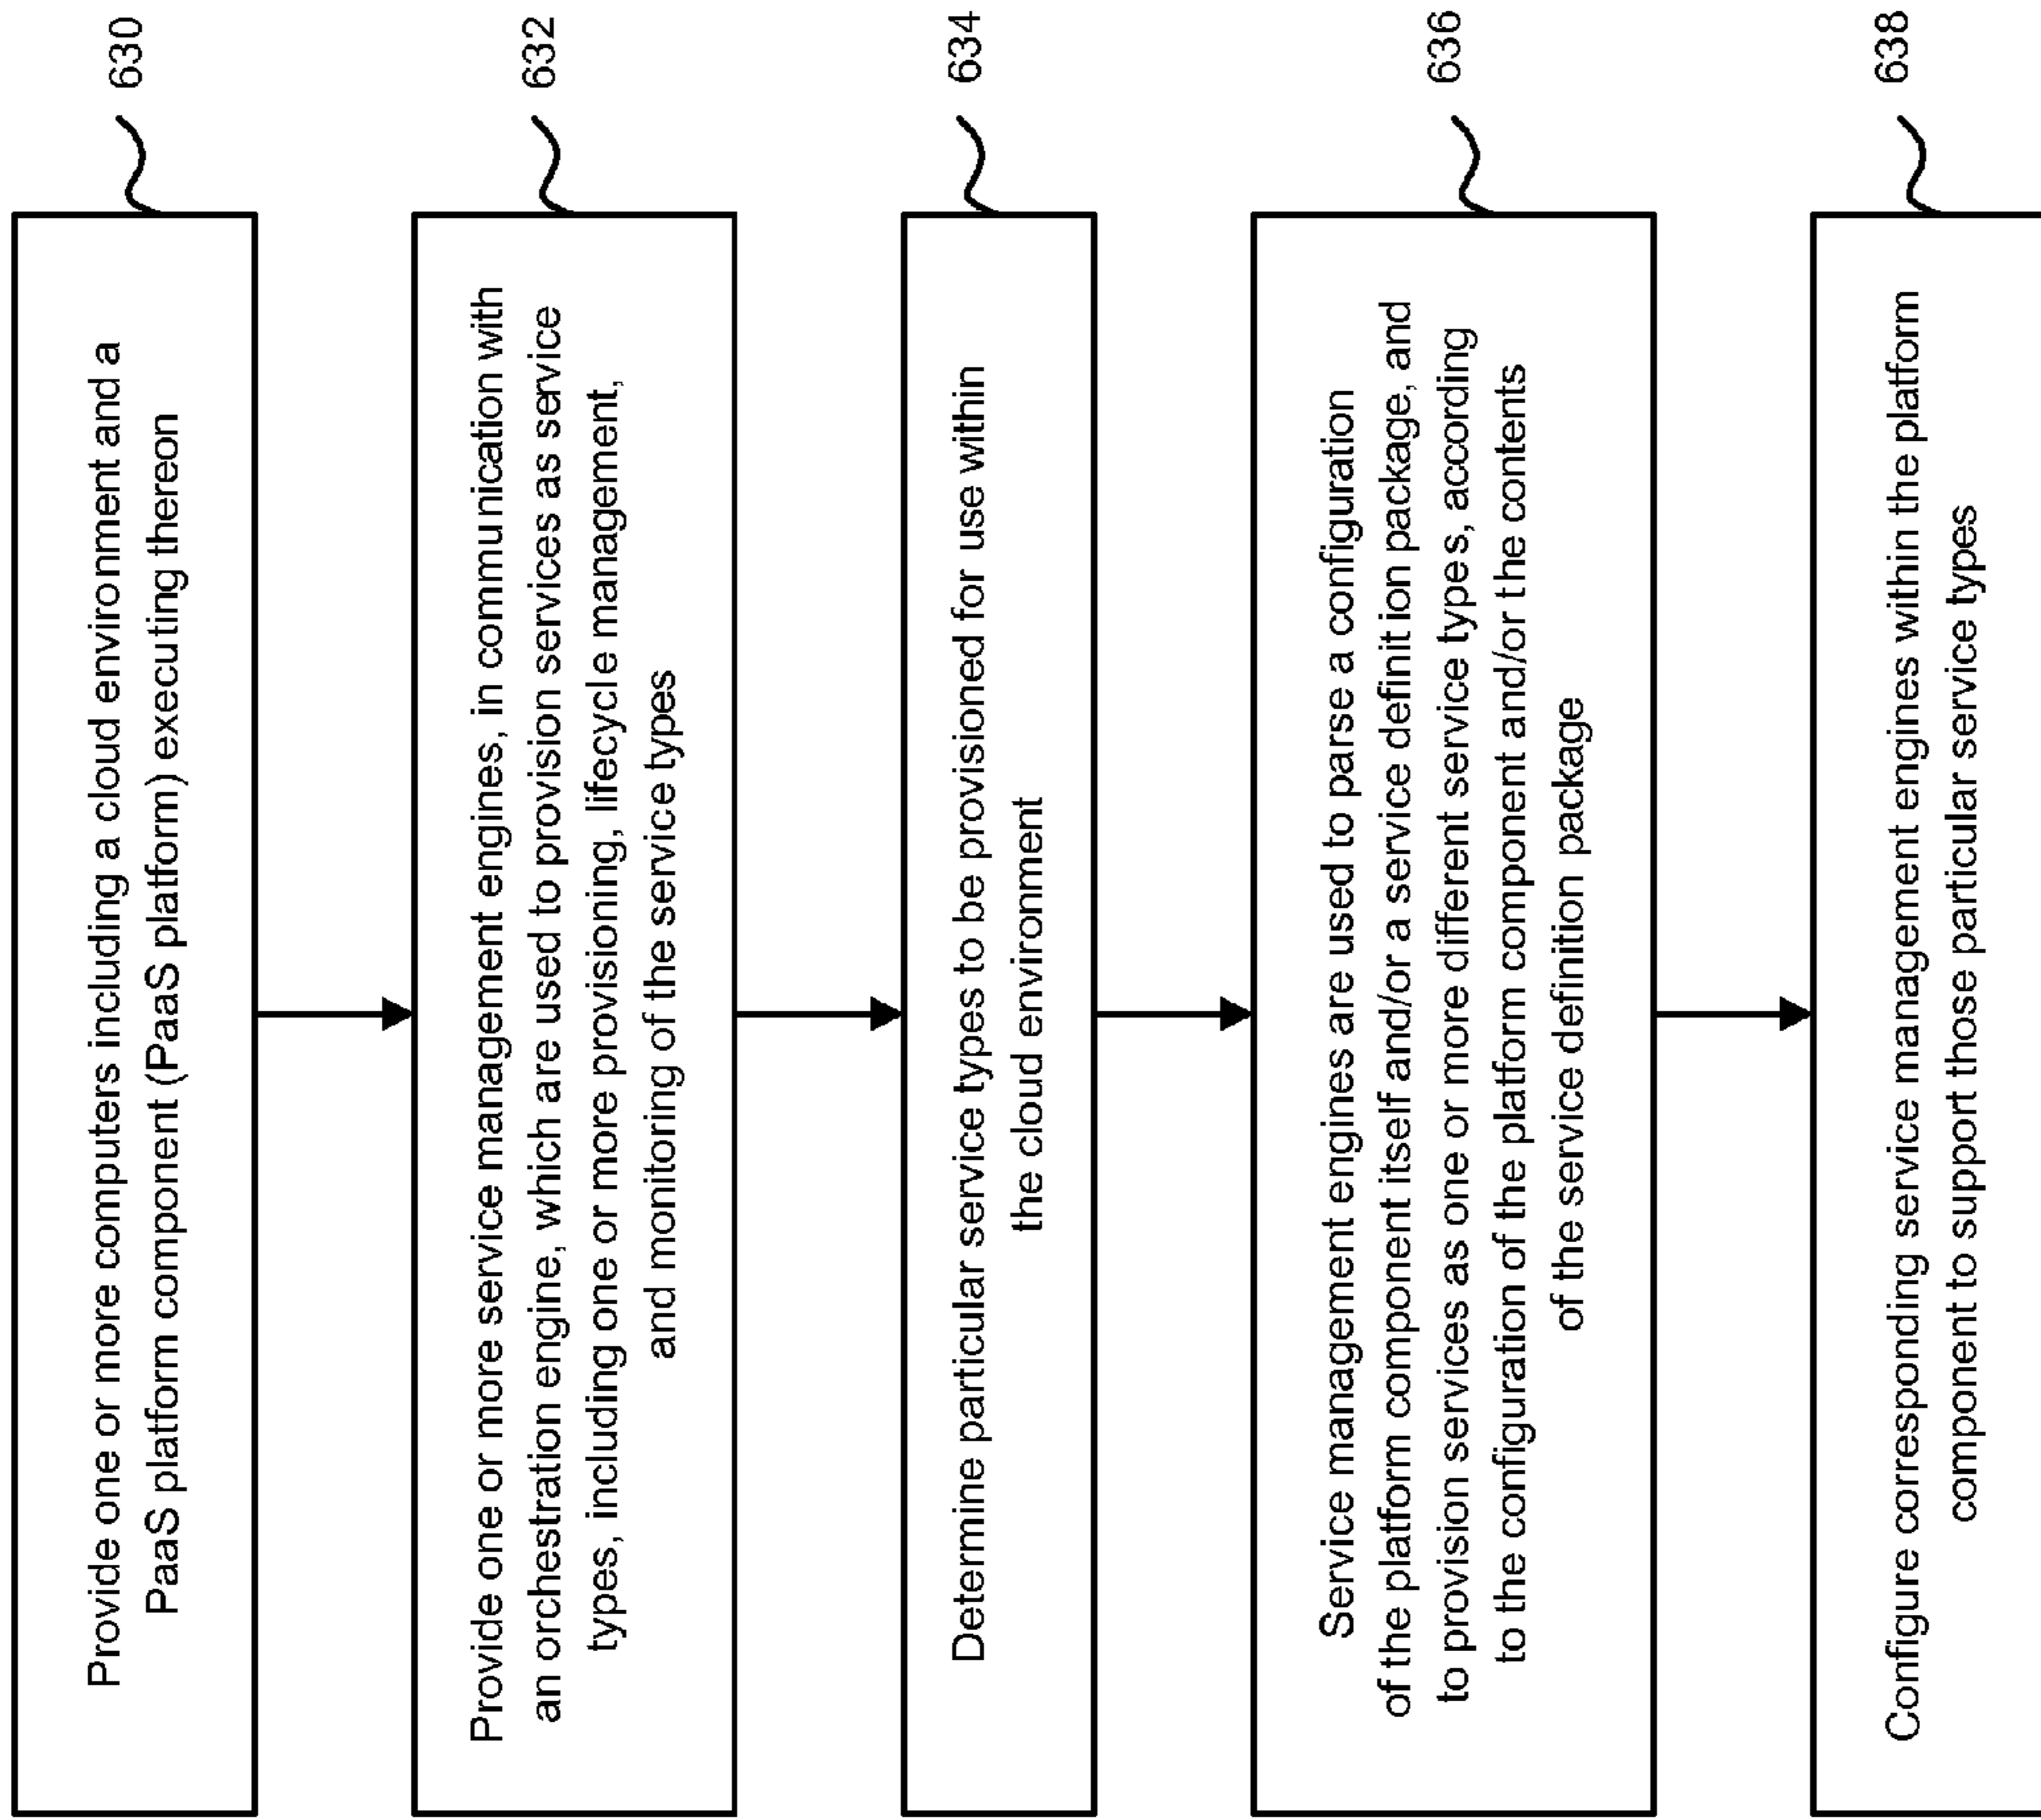 Provide one or more computers including a cloud environment and a
PaaS platform component (PaaS platform) executing thereon
630
Provide one or more service management engines, in communication with
an orchestration engine, which are used to provision services as service
types, including one or more provisioning, lifecycle management,
and monitoring of the service types
632
Determine particular service types to be provisioned for use within
the cloud environment
634
Service management engines are used to parse a configuration
of the platform component itself and/or a service definition package, and
to provision services as one or more different service types, according
to the configuration of the platform component and/or the contents
of the service definition package
636
Configure corresponding service management engines within the platform
component to support those particular service types
638